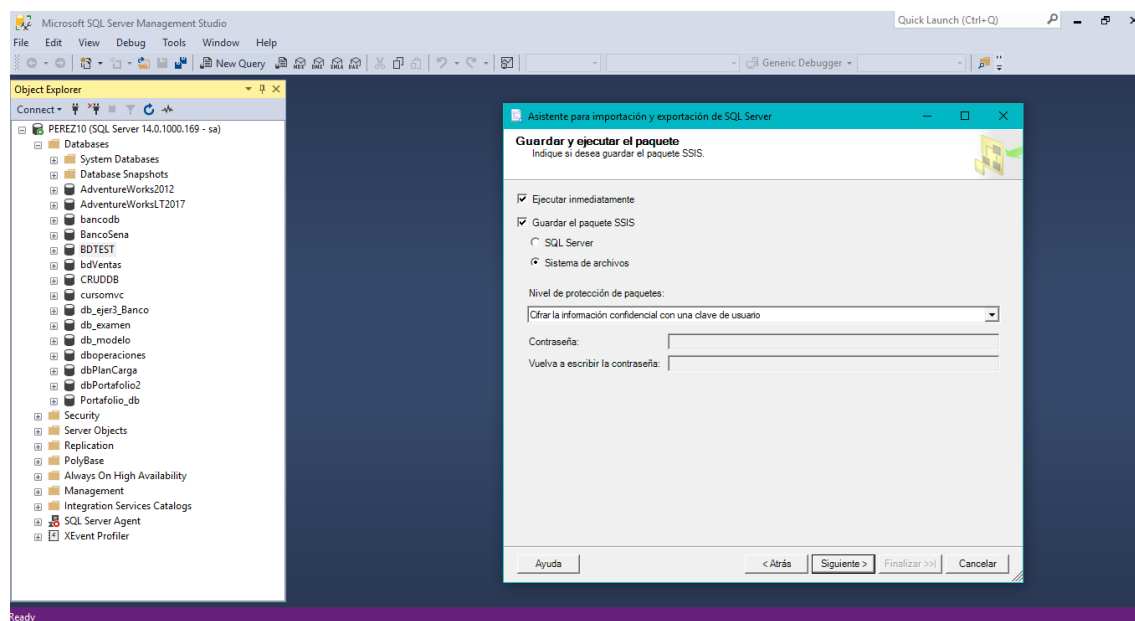 Microsoft SQL Server Management Studio
Quick Launch (Ctrl+Q)
File Edit View Debug Tools Window Help
New Query
Generic Debugger
Object Explorer
Connect
PEREZ10 (SQL Server 14.0.1000.169 - sa)
Databases
System Databases
Database Snapshots
AdventureWorks2012
AdventureWorksLT2017
bancodb
BancoSena
BDTEST
bdVentas
CRUDDB
cursomvc
db_ejer3_Banco
db_examen
db_modelo
dboperaciones
dbPlanCarga
dbPortafolio2
Portafolio_db
Security
Server Objects
Replication
PolyBase
Always On High Availability
Management
Integration Services Catalogs
SQL Server Agent
XEvent Profiler
Asistente para importación y exportación de SQL Server
Guardar y ejecutar el paquete
Indique si desea guardar el paquete SSIS.
Ejecutar inmediatamente
Guardar el paquete SSIS
SQL Server
Sistema de archivos
Nivel de protección de paquetes:
Cifrar la información confidencial con una clave de usuario
Contraseña:
Vuelva a escribir la contraseña:
Ayuda < Atrás Siguiente > Finalizar >>| Cancelar
Ready